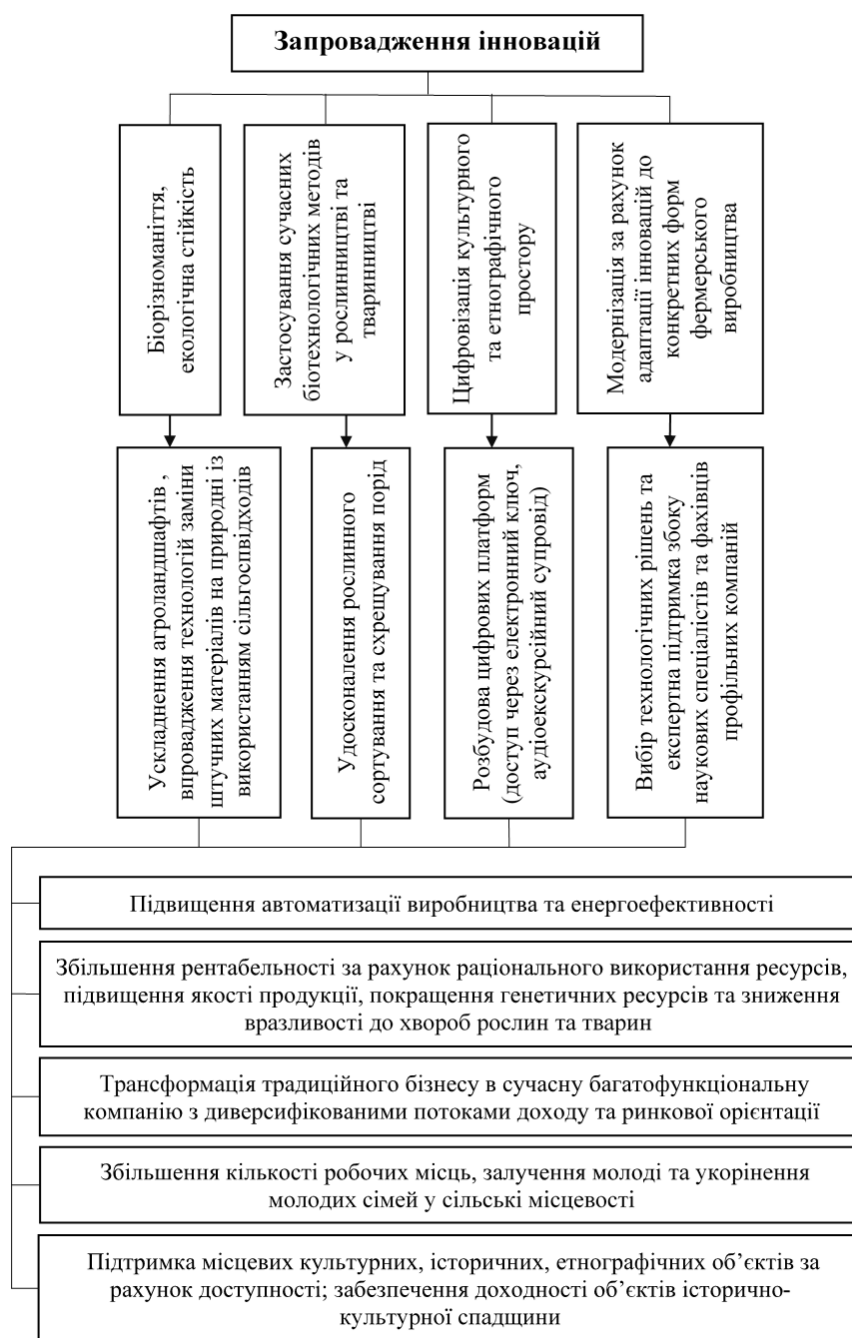 Запровадження інновацій
Біорізноманіття,
екологічна стійкість
Застосування сучасних
біотехнологічних методів
у рослинництві та
тваринництві
Цифровізація культурного
та етнографічного
простору
Модернізація за рахунок
адаптації інновацій до
конкретних форм
фермерського
виробництва
Ускладнення агроландшафтів ,
впровадження технологій заміни
штучних матеріалів на природні із
використанням сільгоспвідходів
Удосконалення рослинного
сортування та схрещування порід
Розбудова цифрових платформ
(доступ через електронний ключ,
аудіоекскурсійний супровід)
Вибір технологічних рішень та
експертна підтримка збоку
наукових спеціалістів та фахівців
профільних компаній
Підвищення автоматизації виробництва та енергоефективності
Збільшення рентабельності за рахунок раціонального використання ресурсів,
підвищення якості продукції, покращення генетичних ресурсів та зниження
вразливості до хвороб рослин та тварин
Трансформація традиційного бізнесу в сучасну багатофункціональну
компанію з диверсифікованими потоками доходу та ринкової орієнтації
Збільшення кількості робочих місць, залучення молоді та укорінення
молодих сімей у сільські місцевості
Підтримка місцевих культурних, історичних, етнографічних об’єктів за
рахунок доступності; забезпечення доходності об’єктів історично-
культурної спадщини